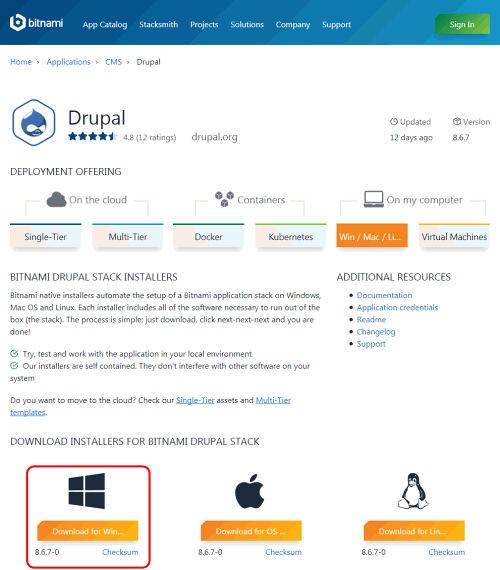 bitnami App Catalog Stacksmith Projects Solutions Company Support Sign In
Home › Applications › CMS › Drupal
Drupal
4.8 (12 ratings) drupal.org
Updated Version
12 days ago 8.6.7
DEPLOYMENT OFFERING
On the cloud Containers On my computer
Single-Tier Multi-Tier Docker Kubernetes Win / Mac / Li... Virtual Machines
BITNAMI DRUPAL STACK INSTALLERS
Bitnami native installers automate the setup of a Bitnami application stack on Windows,
Mac OS and Linux. Each installer includes all of the software necessary to run out of the
box (the stack). The process is simple; just download, click next-next-next and you are
done!
Try, test and work with the application in your local environment
Our installers are self contained. They don't interfere with other software on your
system
Do you want to move to the cloud? Check our Single-Tier assets and Multi-Tier
templates.
ADDITIONAL RESOURCES
Documentation
Application credentials
Readme
Changelog
Support
DOWNLOAD INSTALLERS FOR BITNAMI DRUPAL STACK
Download for Win... Download for OS ... Download for Lin...
8.6.7-0 Checksum 8.6.7-0 Checksum 8.6.7-0 Checksum